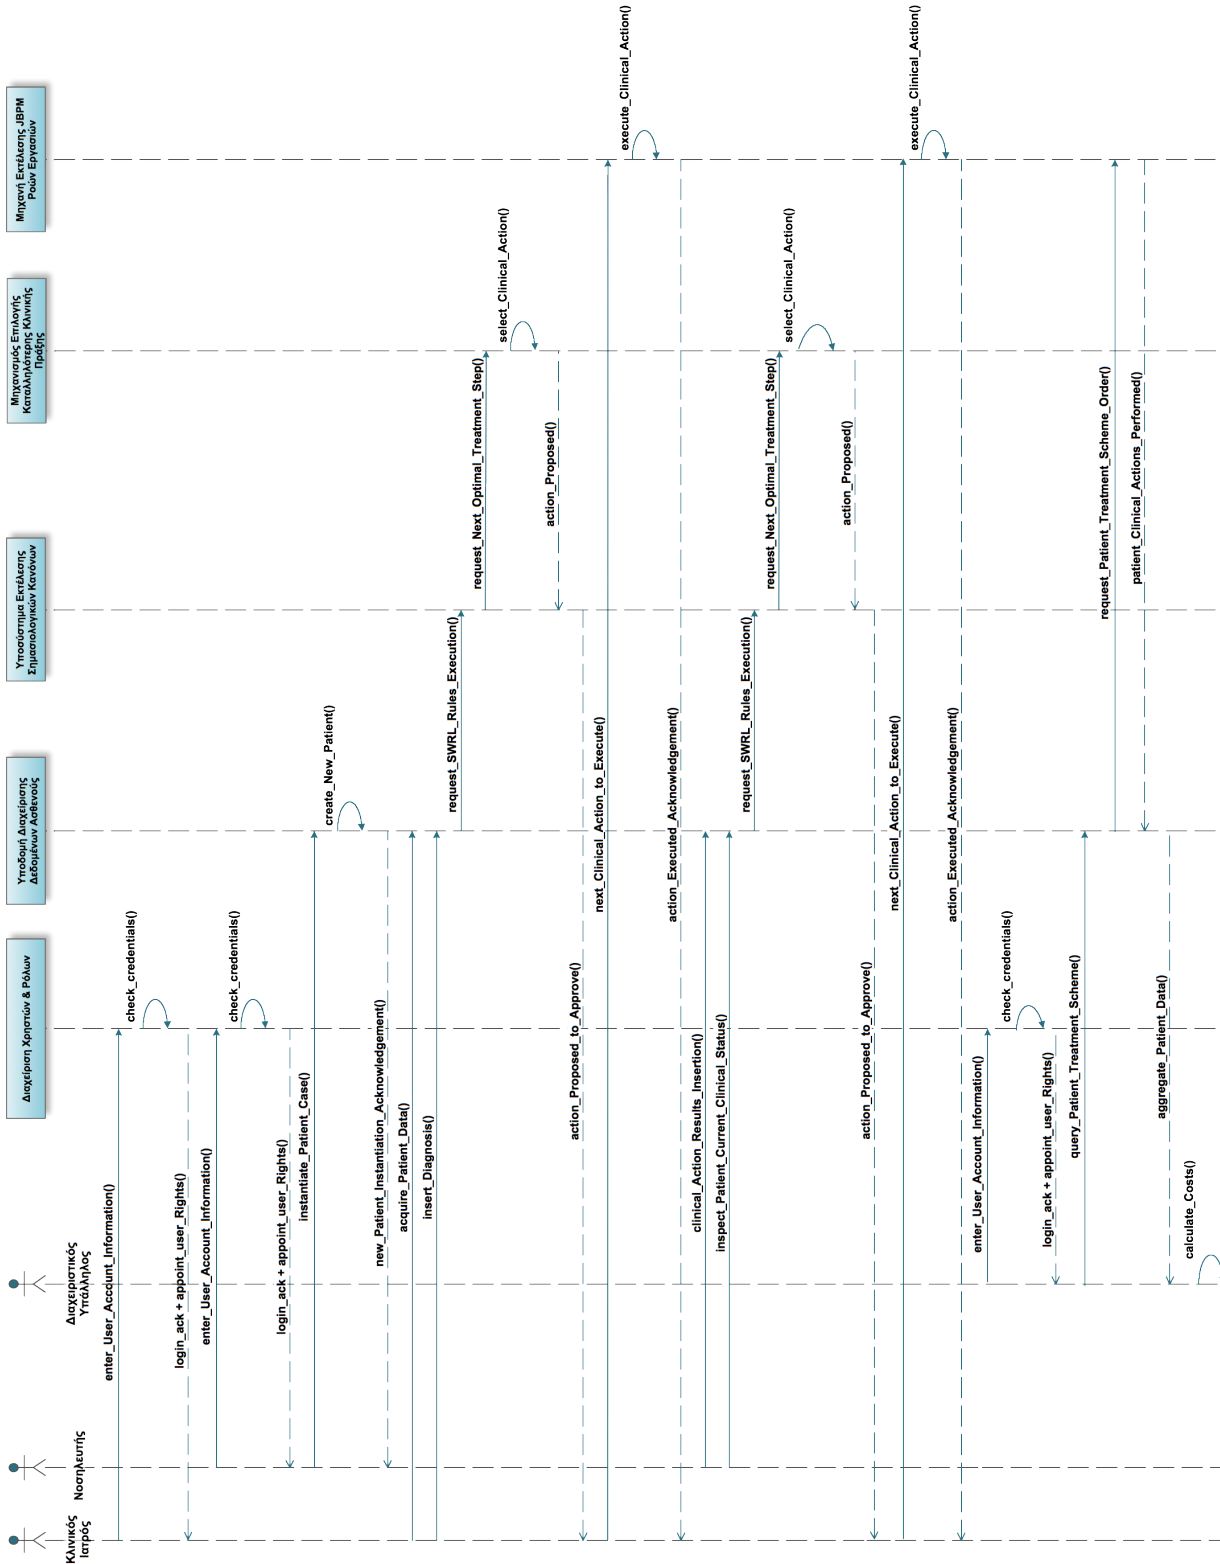 Κλινικός
Ιατρός
Νοσηλευτής
Διαχειριστικός
Υπάλληλος
Διαχείριση Χρηστών & Ρόλων
Υποδομή Διαχείρισης
Δεδομένων Ασθενούς
Υποσύστημα Εκτέλεσης
Σημασιολογικών Κανόνων
Μηχανισμός Επιλογής
Καταλληλότερης Κλινικής
Πράξης
Μηχανή Εκτέλεσης JBPM
Ροών Εργασιών
enter_User_Account_Information()
check_credentials()
login_ack + appoint_user_Rights()
enter_User_Account_Information()
check_credentials()
login_ack + appoint_user_Rights()
instantiate_Patient_Case()
create_New_Patient()
new_Patient_Instantiation_Acknowledgement()
acquire_Patient_Data()
insert_Diagnosis()
request_SWRL_Rules_Execution()
request_Next_Optimal_Treatment_Step()
select_Clinical_Action()
action_Proposed()
action_Proposed_to_Approve()
next_Clinical_Action_to_Execute()
execute_Clinical_Action()
action_Executed_Acknowledgement()
clinical_Action_Results_Insertion()
inspect_Patient_Current_Clinical_Status()
request_SWRL_Rules_Execution()
request_Next_Optimal_Treatment_Step()
select_Clinical_Action()
action_Proposed()
action_Proposed_to_Approve()
next_Clinical_Action_to_Execute()
execute_Clinical_Action()
action_Executed_Acknowledgement()
enter_User_Account_Information()
check_credentials()
login_ack + appoint_user_Rights()
query_Patient_Treatment_Scheme()
request_Patient_Treatment_Scheme_Order()
patient_Clinical_Actions_Performed()
aggregate_Patient_Data()
calculate_Costs()